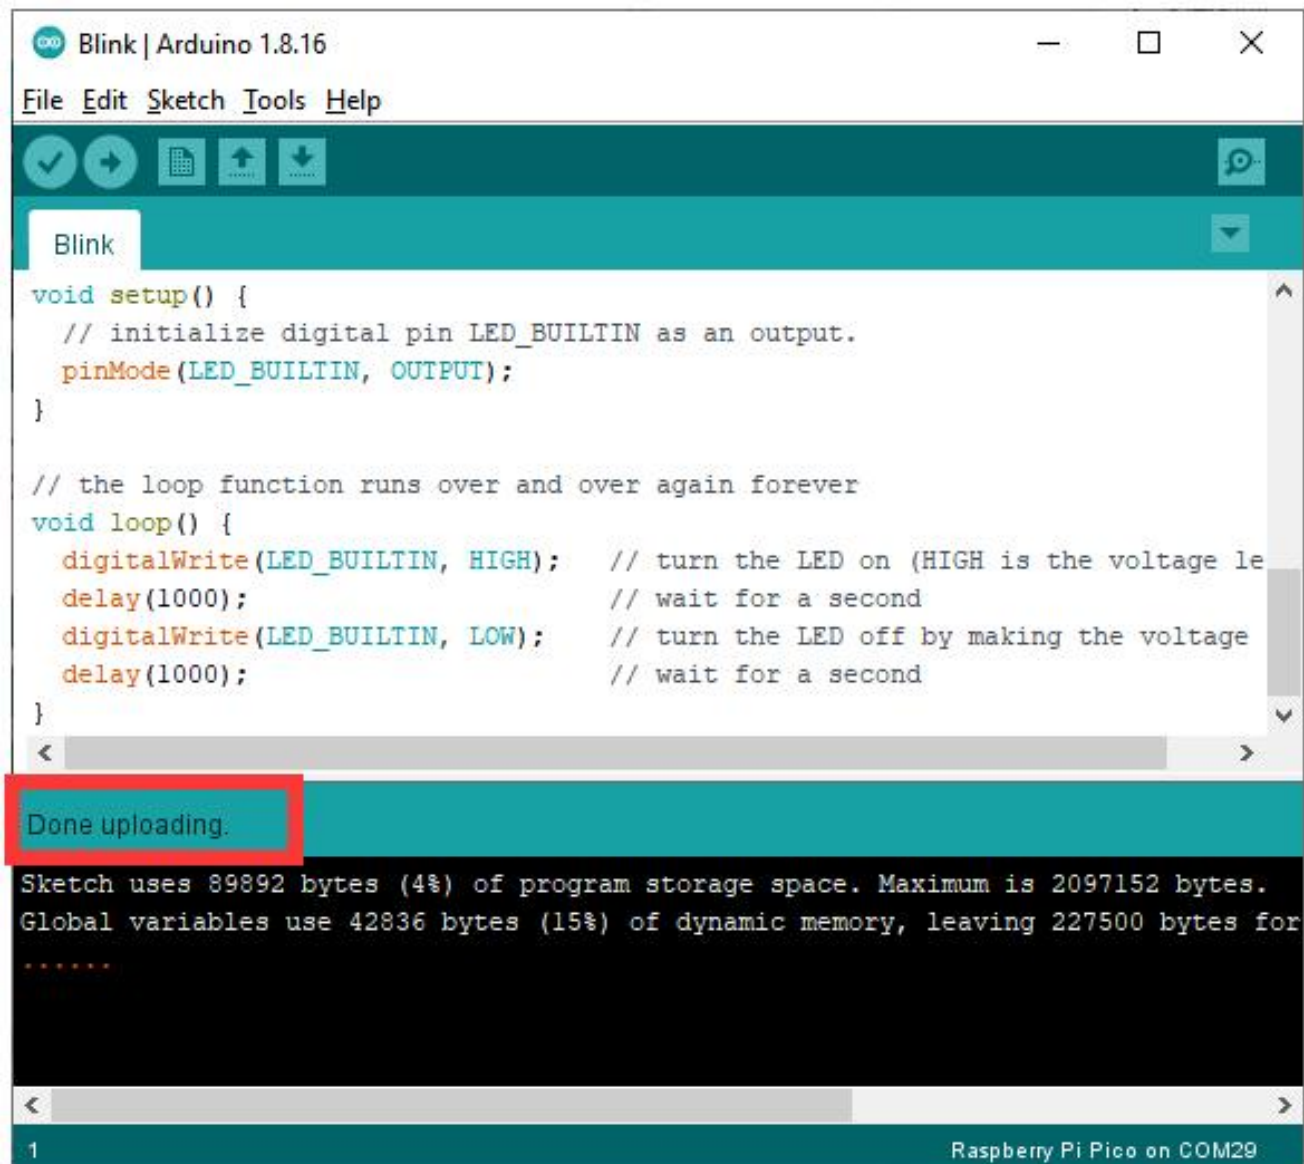 Blink | Arduino 1.8.16
File Edit Sketch Tools Help
Blink
void setup() {
  // initialize digital pin LED_BUILTIN as an output.
  pinMode(LED_BUILTIN, OUTPUT);
}
// the loop function runs over and over again forever
void loop() {
  digitalWrite(LED_BUILTIN, HIGH);   // turn the LED on (HIGH is the voltage le
  delay(1000);                       // wait for a second
  digitalWrite(LED_BUILTIN, LOW);    // turn the LED off by making the voltage
  delay(1000);                       // wait for a second
}
Done uploading.
Sketch uses 89892 bytes (4%) of program storage space. Maximum is 2097152 bytes.
Global variables use 42836 bytes (15%) of dynamic memory, leaving 227500 bytes for
......
1 Raspberry Pi Pico on COM29